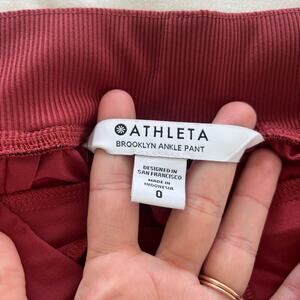 ATHLETA
BROOKLYN ANKLE PANT
DESIGNED IN
SAN FRANCISCO
MADE IN
INDONESIA
0